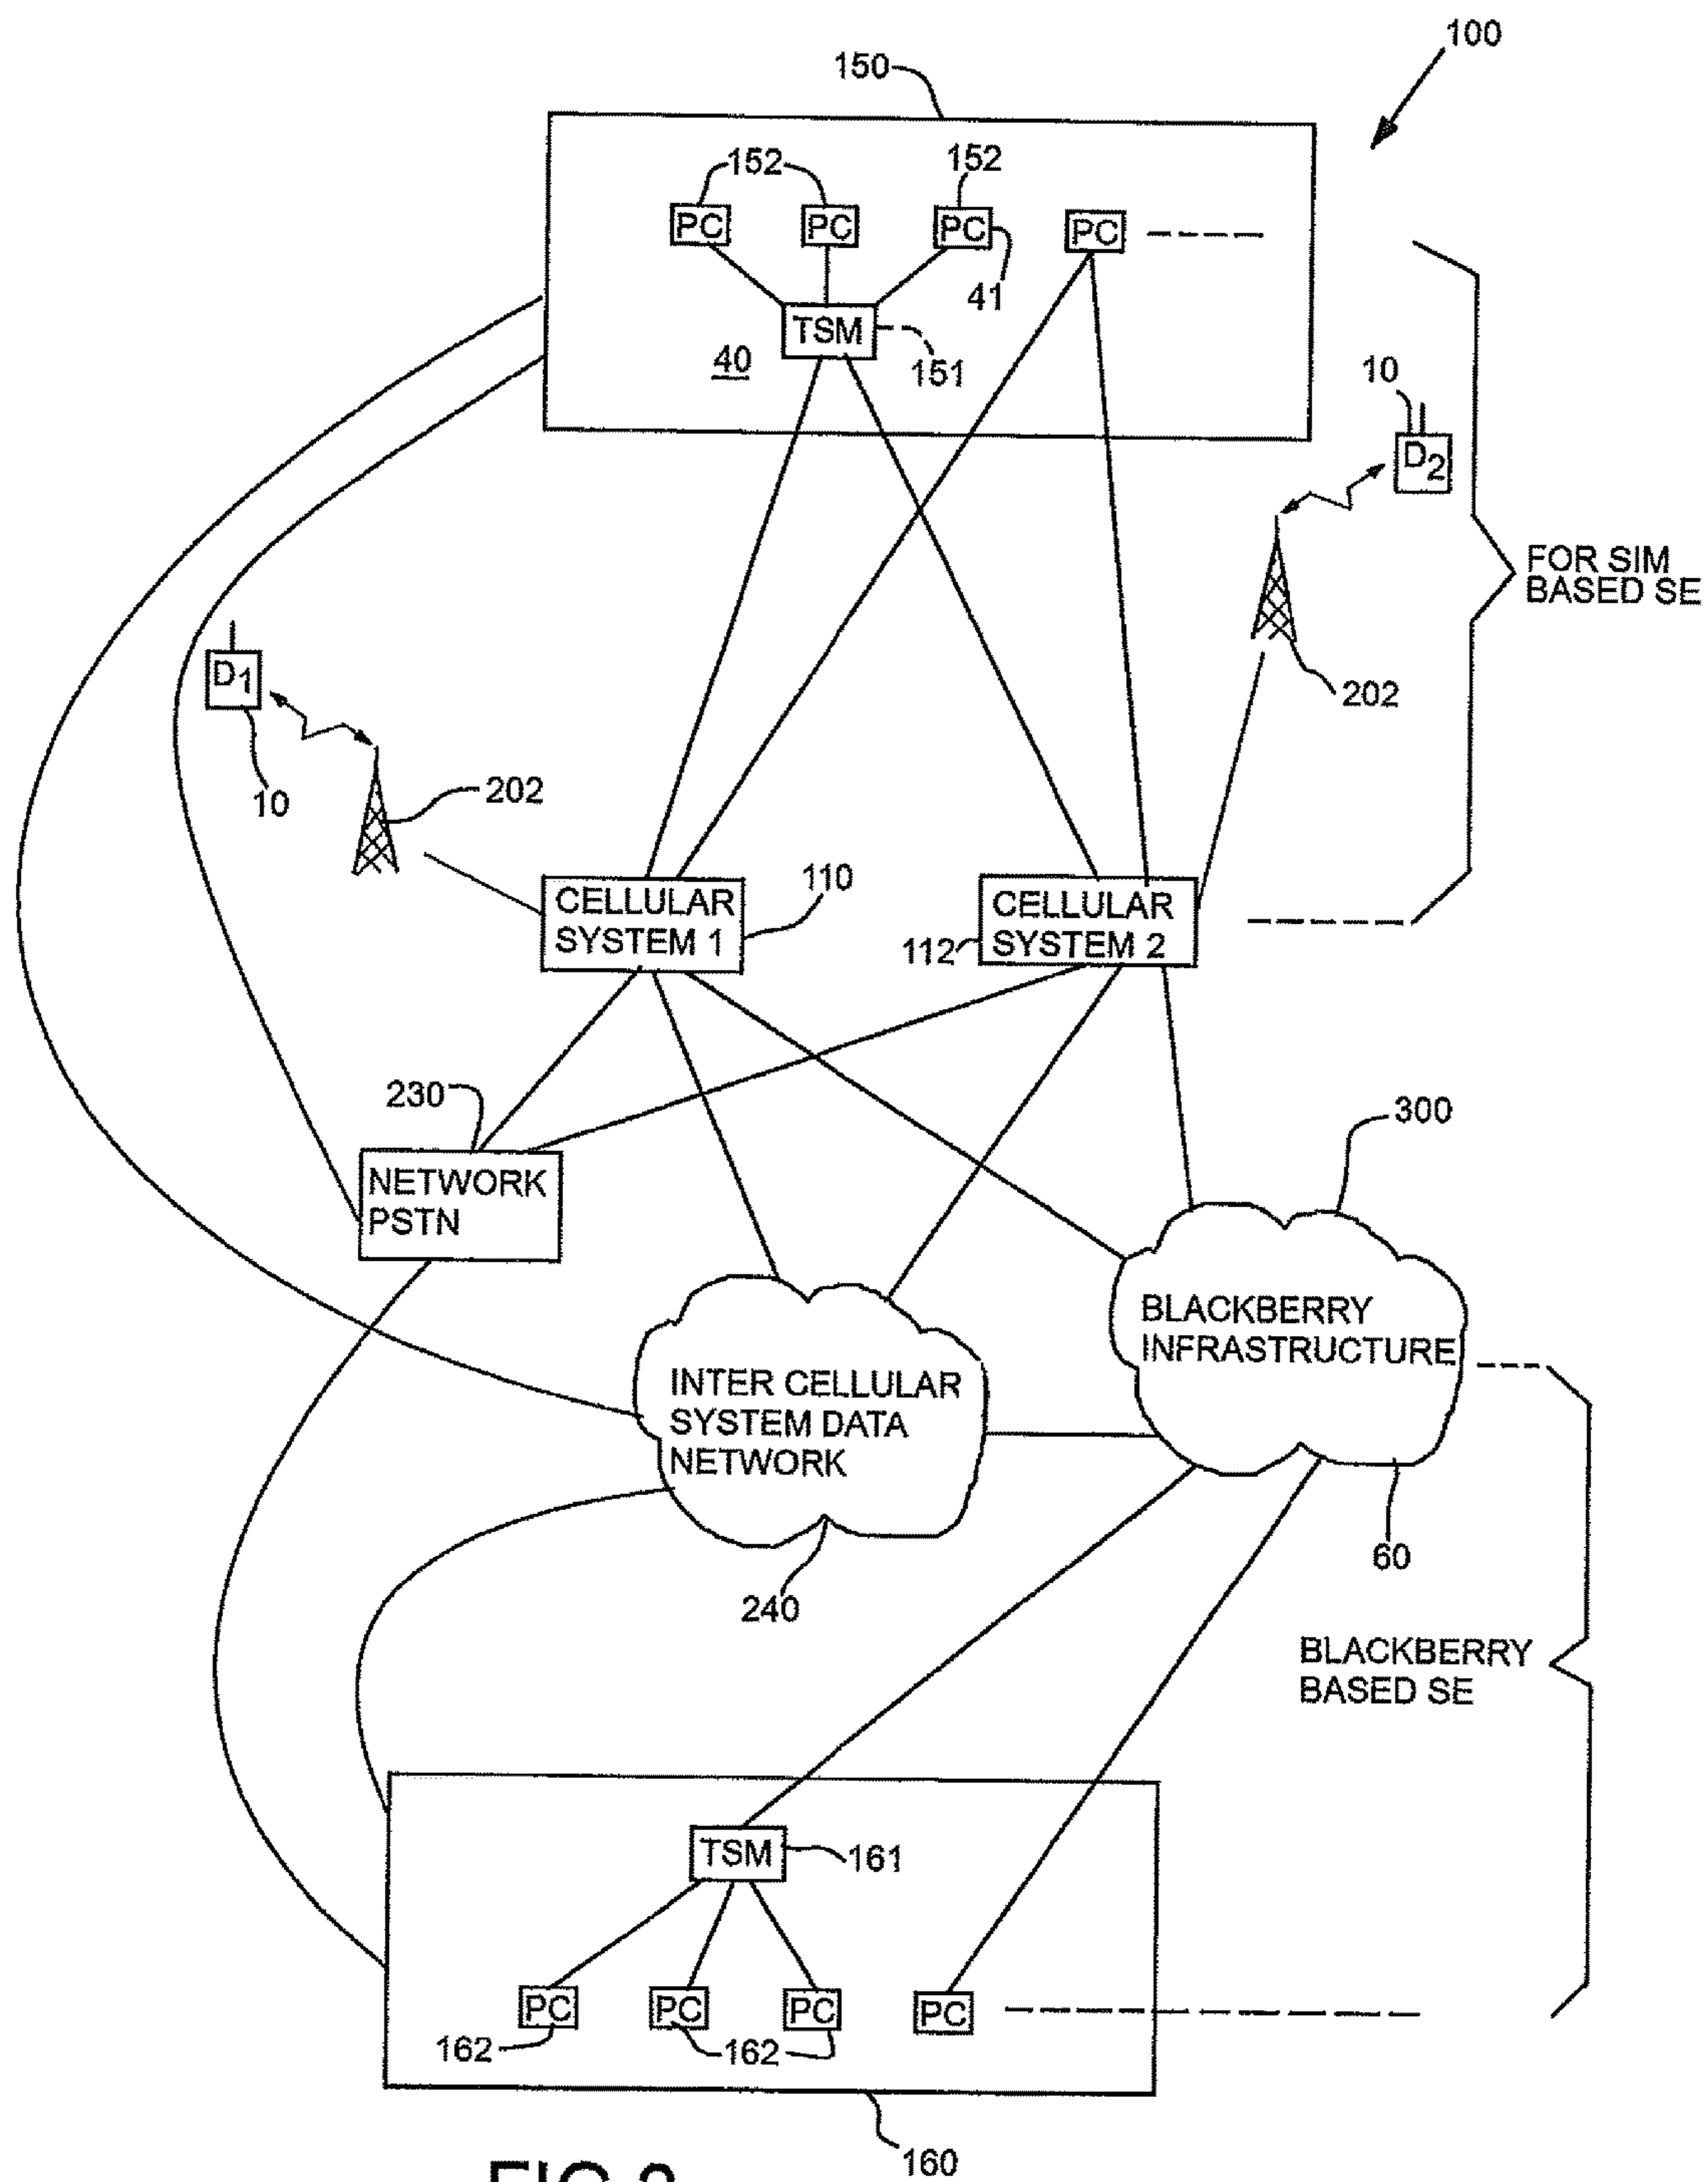 100
150
152
152
PC
PC
PC
PC
41
TSM
40
151
10
D2
FOR SIM
BASED SE
D1
202
10
202
CELLULAR
SYSTEM 1
110
CELLULAR
SYSTEM 2
112
230
300
NETWORK
PSTN
BLACKBERRY
INFRASTRUCTURE
INTER CELLULAR
SYSTEM DATA
NETWORK
60
240
BLACKBERRY
BASED SE
TSM
161
PC
PC
PC
PC
162
162
160